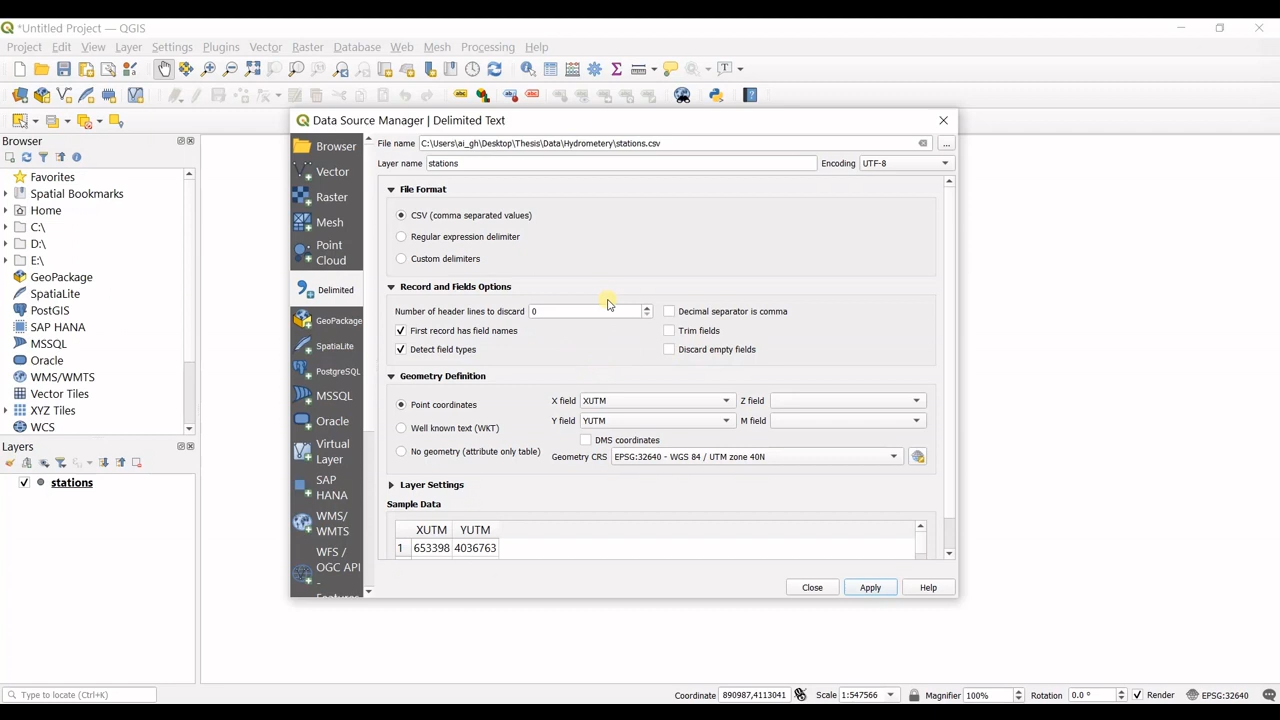 *Untitled Project — QGIS
Project Edit View Layer Settings Plugins Vector Raster Database Web Mesh Processing Help
Browser
Favorites
Spatial Bookmarks
Home
C:\
D:\
E:\
GeoPackage
SpatiaLite
PostGIS
SAP HANA
MSSQL
Oracle
WMS/WMTS
Vector Tiles
XYZ Tiles
WCS
Layers
stations
Data Source Manager | Delimited Text
Browser
Vector
Raster
Mesh
Point
Cloud
Delimited
GeoPackage
SpatiaLite
PostgreSQL
MSSQL
Oracle
Virtual
Layer
SAP
HANA
WMS/
WMTS
WFS /
OGC API
-
Features
File name C:\Users\ai_gh\Desktop\Thesis\Data\Hydrometery\stations.csv ...
Layer name stations Encoding UTF-8
File Format
CSV (comma separated values)
Regular expression delimiter
Custom delimiters
Record and Fields Options
Number of header lines to discard 0 Decimal separator is comma
First record has field names Trim fields
Detect field types Discard empty fields
Geometry Definition
Point coordinates X field XUTM Z field
Y field YUTM M field
Well known text (WKT)
DMS coordinates
No geometry (attribute only table) Geometry CRS EPSG:32640 - WGS 84 / UTM zone 40N
Layer Settings
Sample Data
XUTM YUTM
1 653398 4036763
Close Apply Help
Type to locate (Ctrl+K) Coordinate 890987,4113041 Scale 1:547566 Magnifier 100% Rotation 0.0 ° Render EPSG:32640